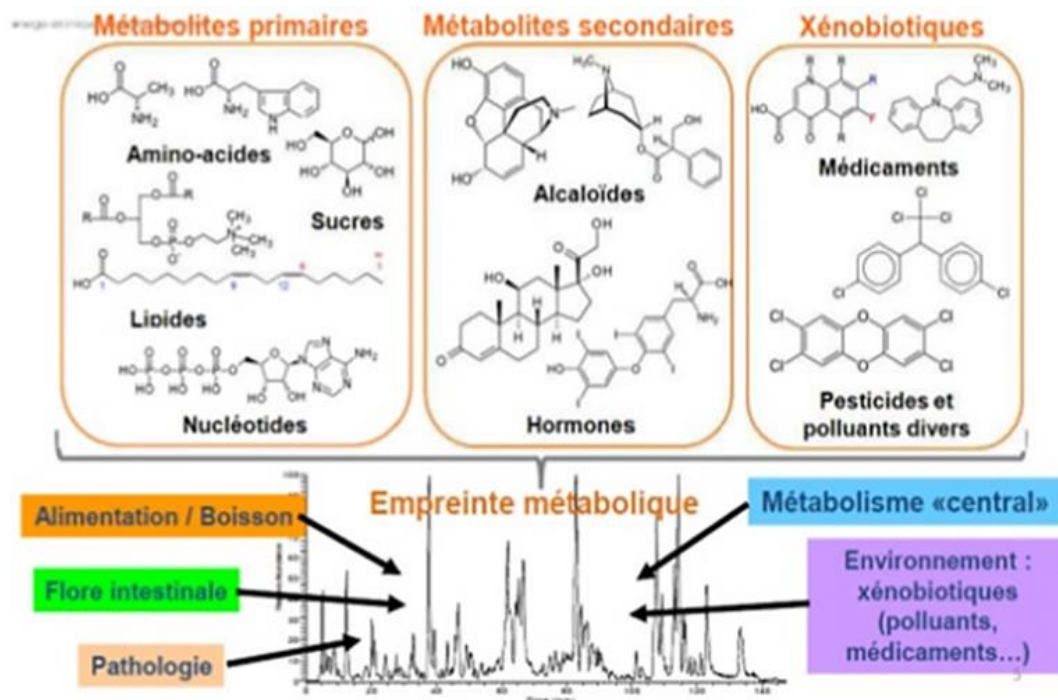 Métabolites primaires
Métabolites secondaires
Xénobiotiques
Amino-acides
Sucres
Lipides
Nucléotides
Alcaloïdes
Hormones
Médicaments
Pesticides et
polluants divers
Empreinte métabolique
Alimentation / Boisson
Flore intestinale
Pathologie
Métabolisme «central»
Environnement :
xénobiotiques
(polluants,
médicaments...)